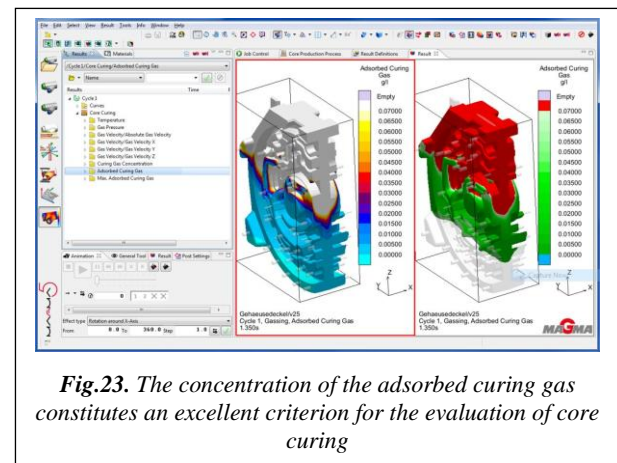 File Edit Select View Result Tools Info Window Help
Results
Materials
/Cycle 1/Core Curing/Adsorbed Curing Gas
Name
Results Time
Cycle 1
Curves
Core Curing
Temperature
Gas Pressure
Gas Velocity/Absolute Gas Velocity
Gas Velocity/Gas Velocity X
Gas Velocity/Gas Velocity Y
Gas Velocity/Gas Velocity Z
Curing Gas Concentration
Adsorbed Curing Gas
Max. Adsorbed Curing Gas
Animation General Tool Result Post Settings
0
1 J X X
Effect type Rotation around X-Axis
From 0.0 To 360.0 Step 1.0
Job Control Core Production Process Result Definitions Result
Adsorbed Curing
Gas
g/l
Empty
0.07000
0.06500
0.06000
0.05500
0.05000
0.04500
0.04000
0.03500
0.03000
0.02500
0.02000
0.01500
0.01000
0.00500
0.00000
Z
Y X
Gehaeusedeckel/v25
Cycle 1, Gassing, Adsorbed Curing Gas
1.350s
Adsorbed Curing
Gas
g/l
Empty
0.07000
0.06500
0.06000
0.05500
0.05000
0.04500
0.04000
0.03500
0.03000
0.02500
0.02000
0.01500
0.01000
0.00500
0.00000
Z
Y X
Gehaeusedeckel/v25
Cycle 1, Gassing, Adsorbed Curing Gas
1.350s
MAGMA
Fig.23. The concentration of the adsorbed curing gas
constitutes an excellent criterion for the evaluation of core
curing